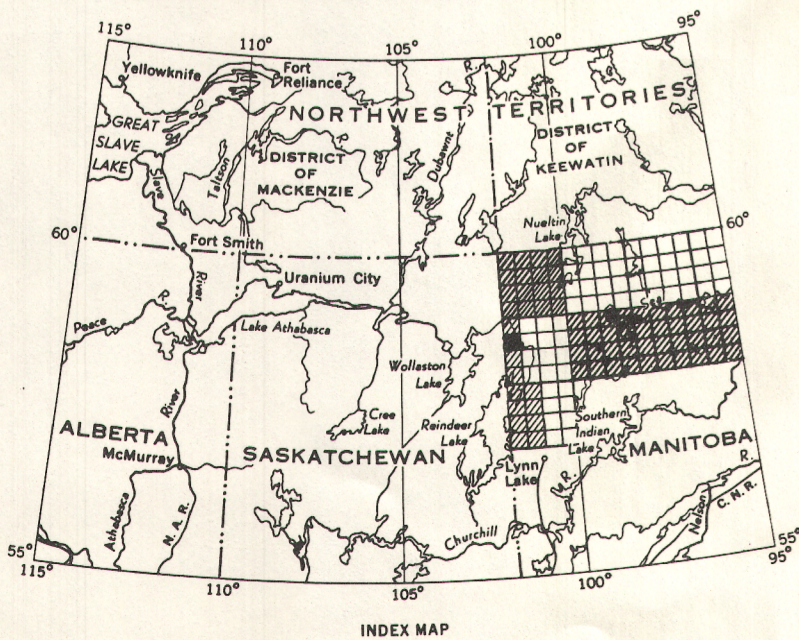 115°
110°
105°
100°
95°
Yellowknife
Fort
Reliance
NORTHWEST TERRITORIES
GREAT
SLAVE
LAKE
Slave
River
Taltson
DISTRICT
OF
MACKENZIE
Dubawnt
R.
DISTRICT
OF
KEEWATIN
Nueltin
Lake
60°
60°
Fort Smith
Uranium City
Peace
R.
Lake Athabasca
Wollaston
Lake
Cree
Lake
Reindeer
Lake
River
ALBERTA
McMurray
SASKATCHEWAN
Southern
Indian
Lake
MANITOBA
Lynn
Lake
R.
Athabasca
N. A. R.
Churchill
Nelson
R.
C. N. R.
55°
115°
110°
105°
100°
95°
55°
INDEX MAP